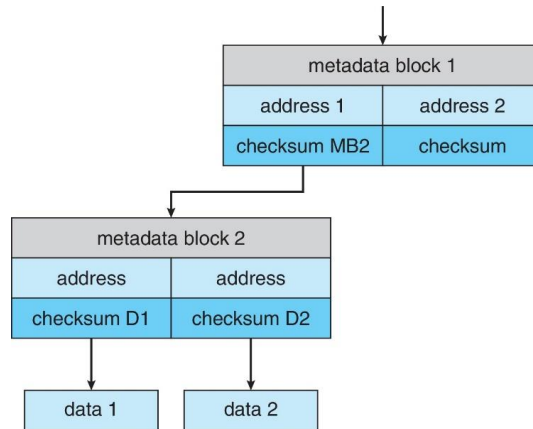 metadata block 1
address 1 address 2
checksum MB2 checksum
metadata block 2
address address
checksum D1 checksum D2
data 1 data 2